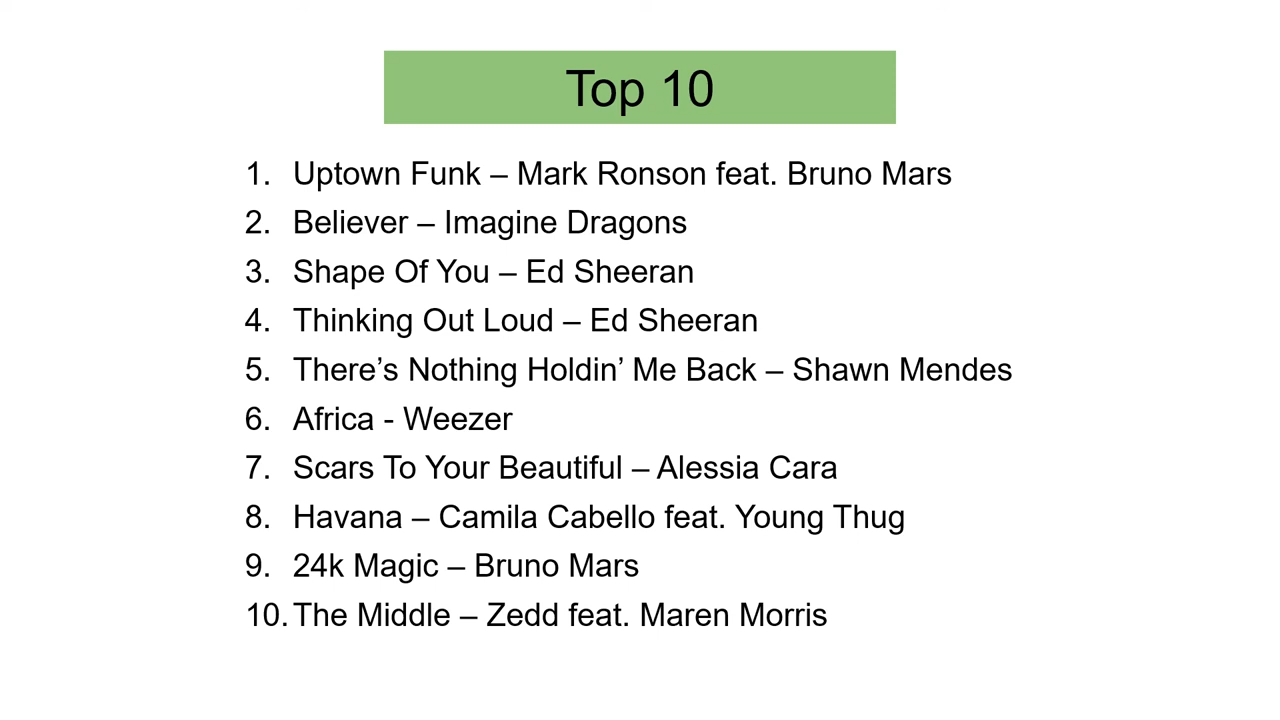 Top 10
1. Uptown Funk – Mark Ronson feat. Bruno Mars
2. Believer – Imagine Dragons
3. Shape Of You – Ed Sheeran
4. Thinking Out Loud – Ed Sheeran
5. There’s Nothing Holdin’ Me Back – Shawn Mendes
6. Africa - Weezer
7. Scars To Your Beautiful – Alessia Cara
8. Havana – Camila Cabello feat. Young Thug
9. 24k Magic – Bruno Mars
10. The Middle – Zedd feat. Maren Morris